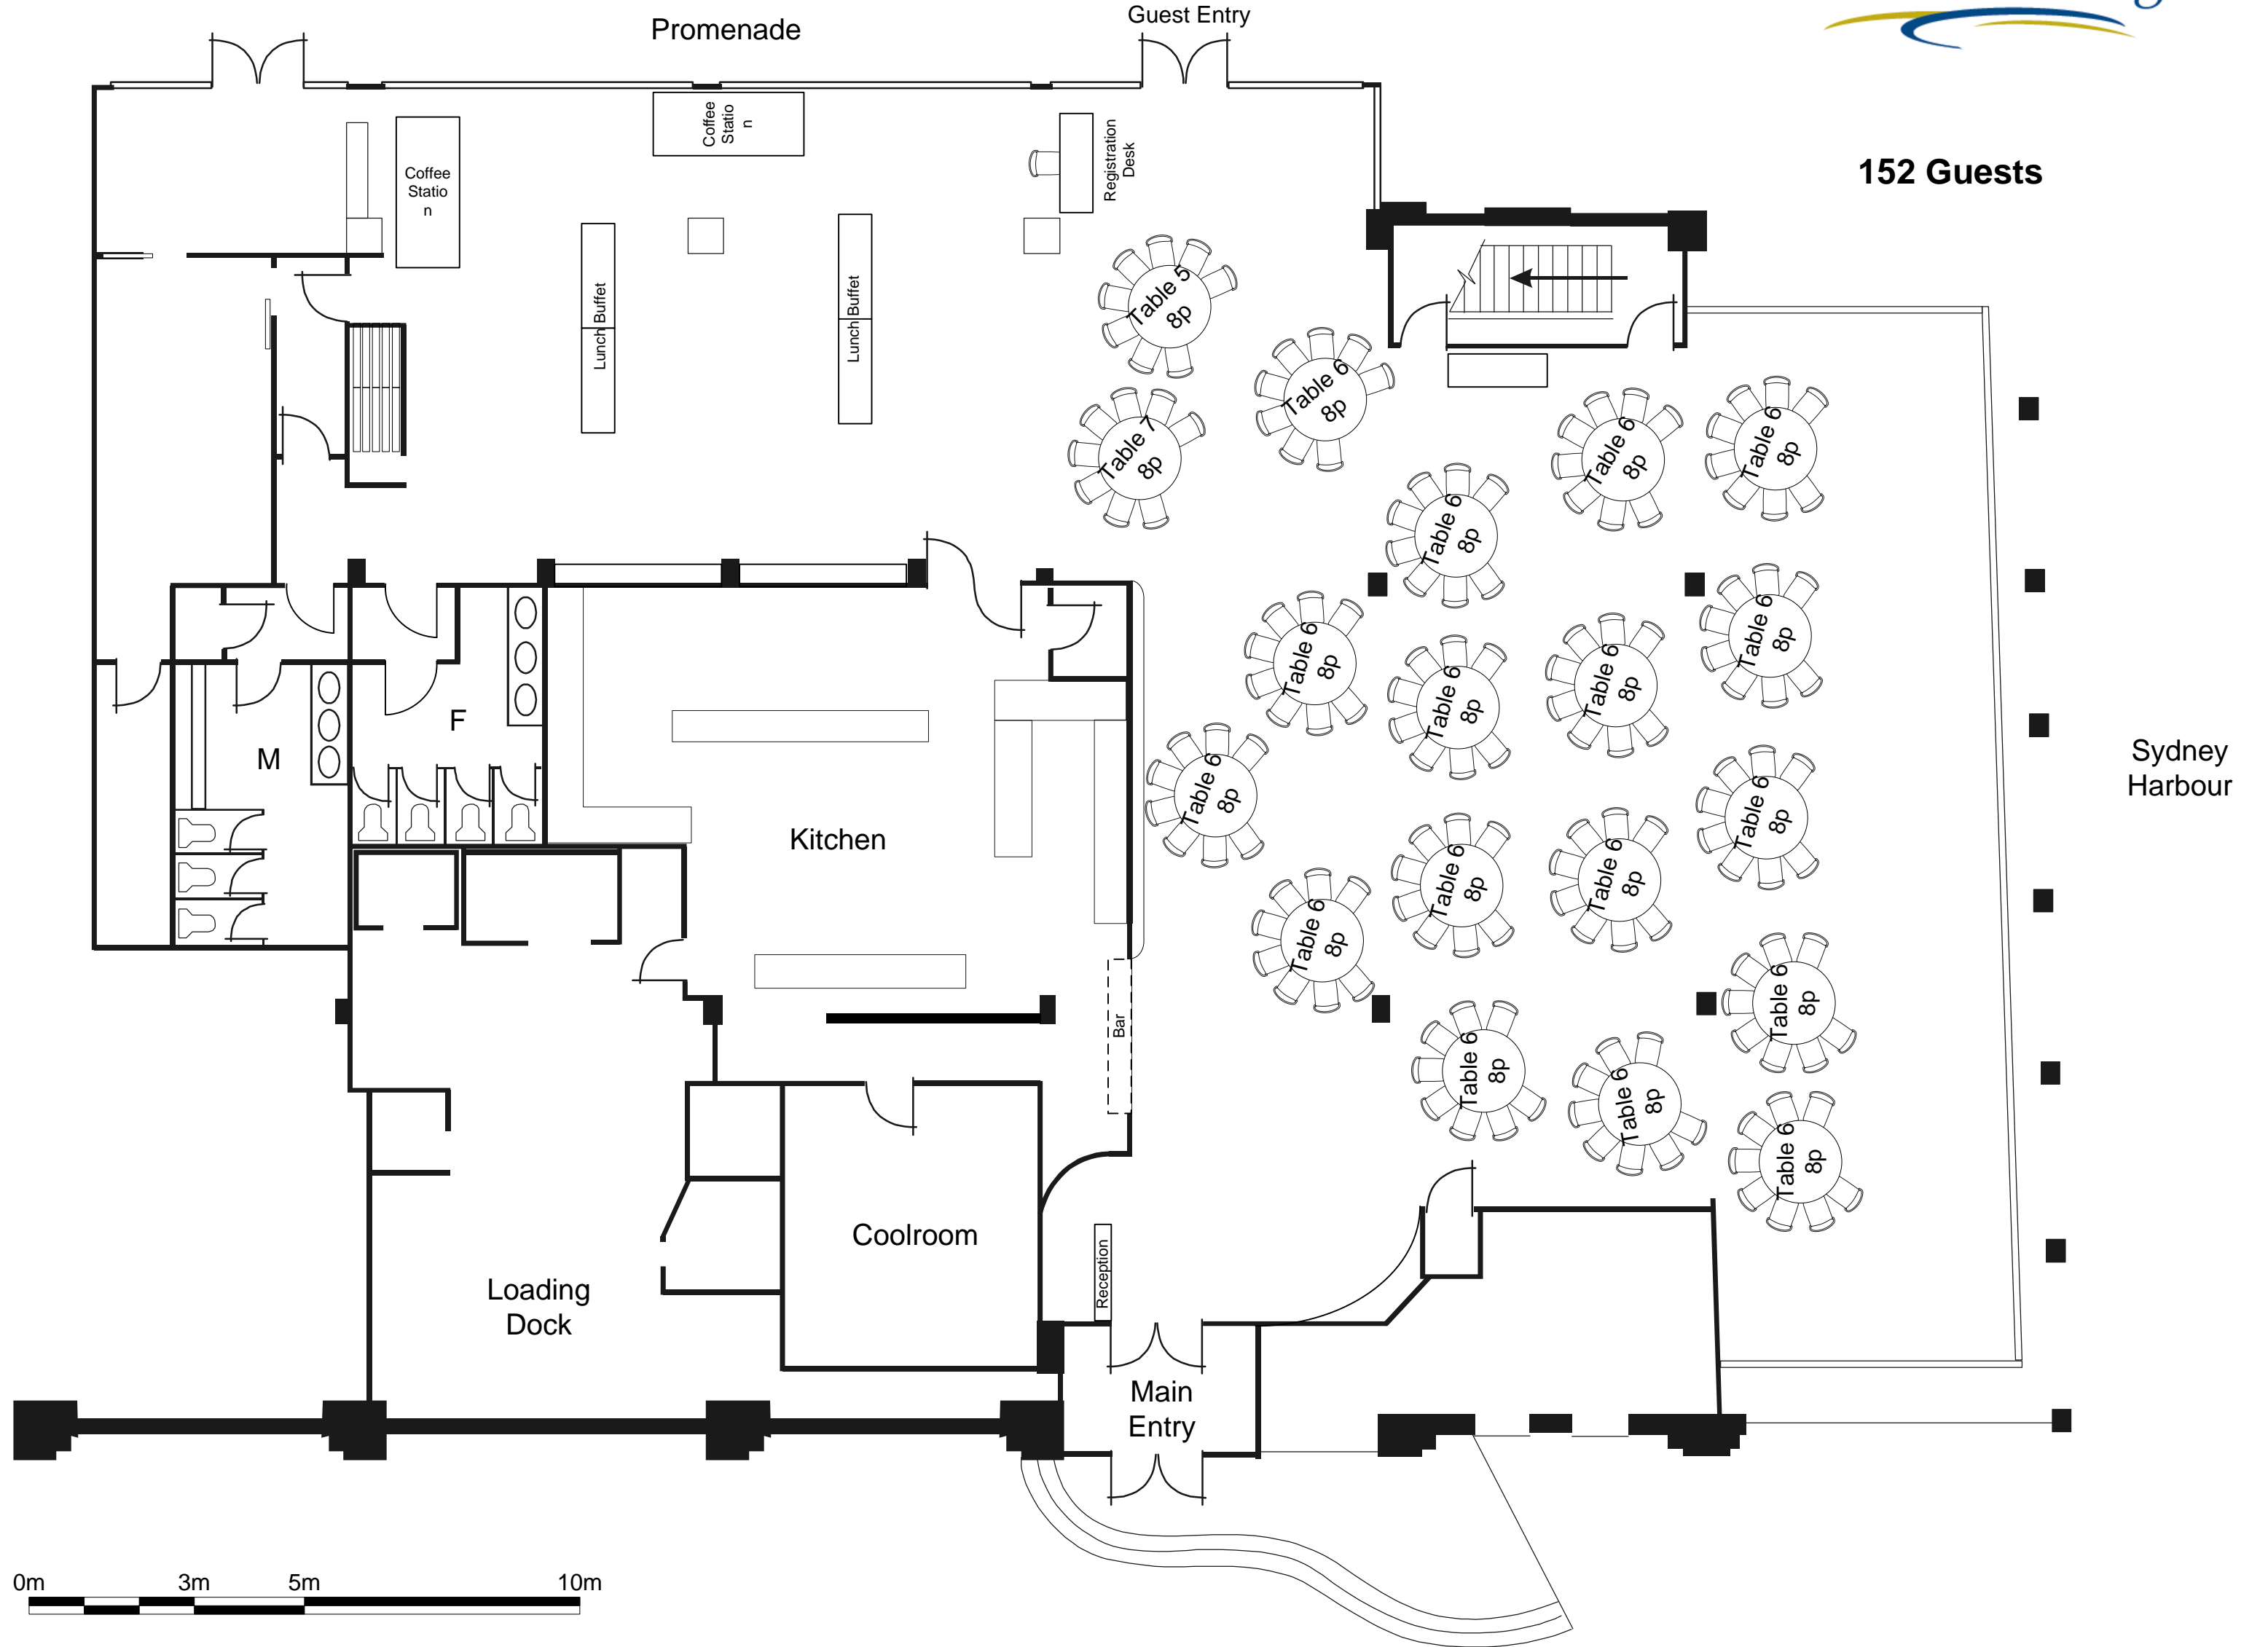 Guest Entry
Promenade
Coffee
Statio
n
Coffee
Statio
n
Registration
Desk
152 Guests
Lunch Buffet
Lunch Buffet
Table 5
8p
Table 6
8p
Table 7
8p
Table 6
8p
Table 6
8p
Table 6
8p
Table 6
8p
Table 6
8p
Table 6
8p
Table 6
8p
F
M
Sydney
Harbour
Table 6
8p
Table 6
8p
Kitchen
Table 6
8p
Table 6
8p
Table 6
8p
Table 6
8p
Bar
Table 6
8p
Table 6
8p
Table 6
8p
Coolroom
Reception
Loading
Dock
Main
Entry
0m 3m 5m 10m